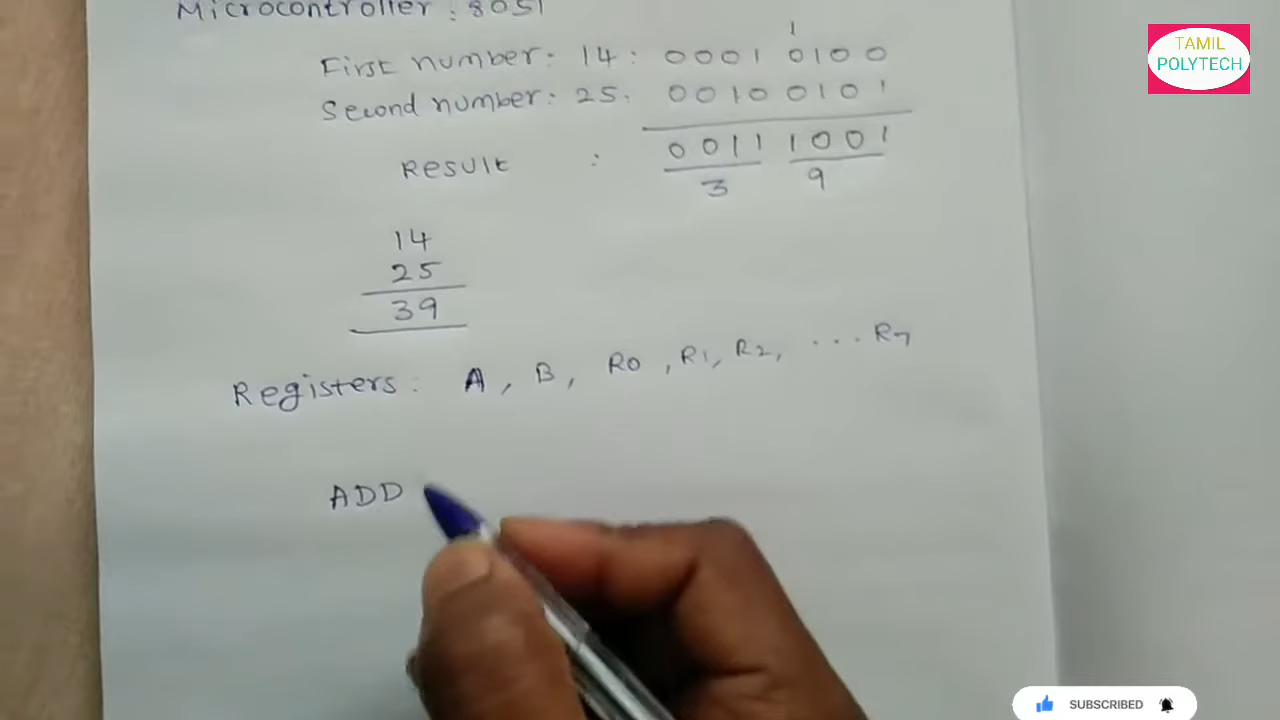 Microcontroller: 8051
1
First number: 14: 0001 0100
Second number: 25. 0010 0101
Result : 0011 1001
3 9
14
25
39
Registers: A, B, R0, R1, R2, ... R7
ADD
TAMIL
POLYTECH
SUBSCRIBED